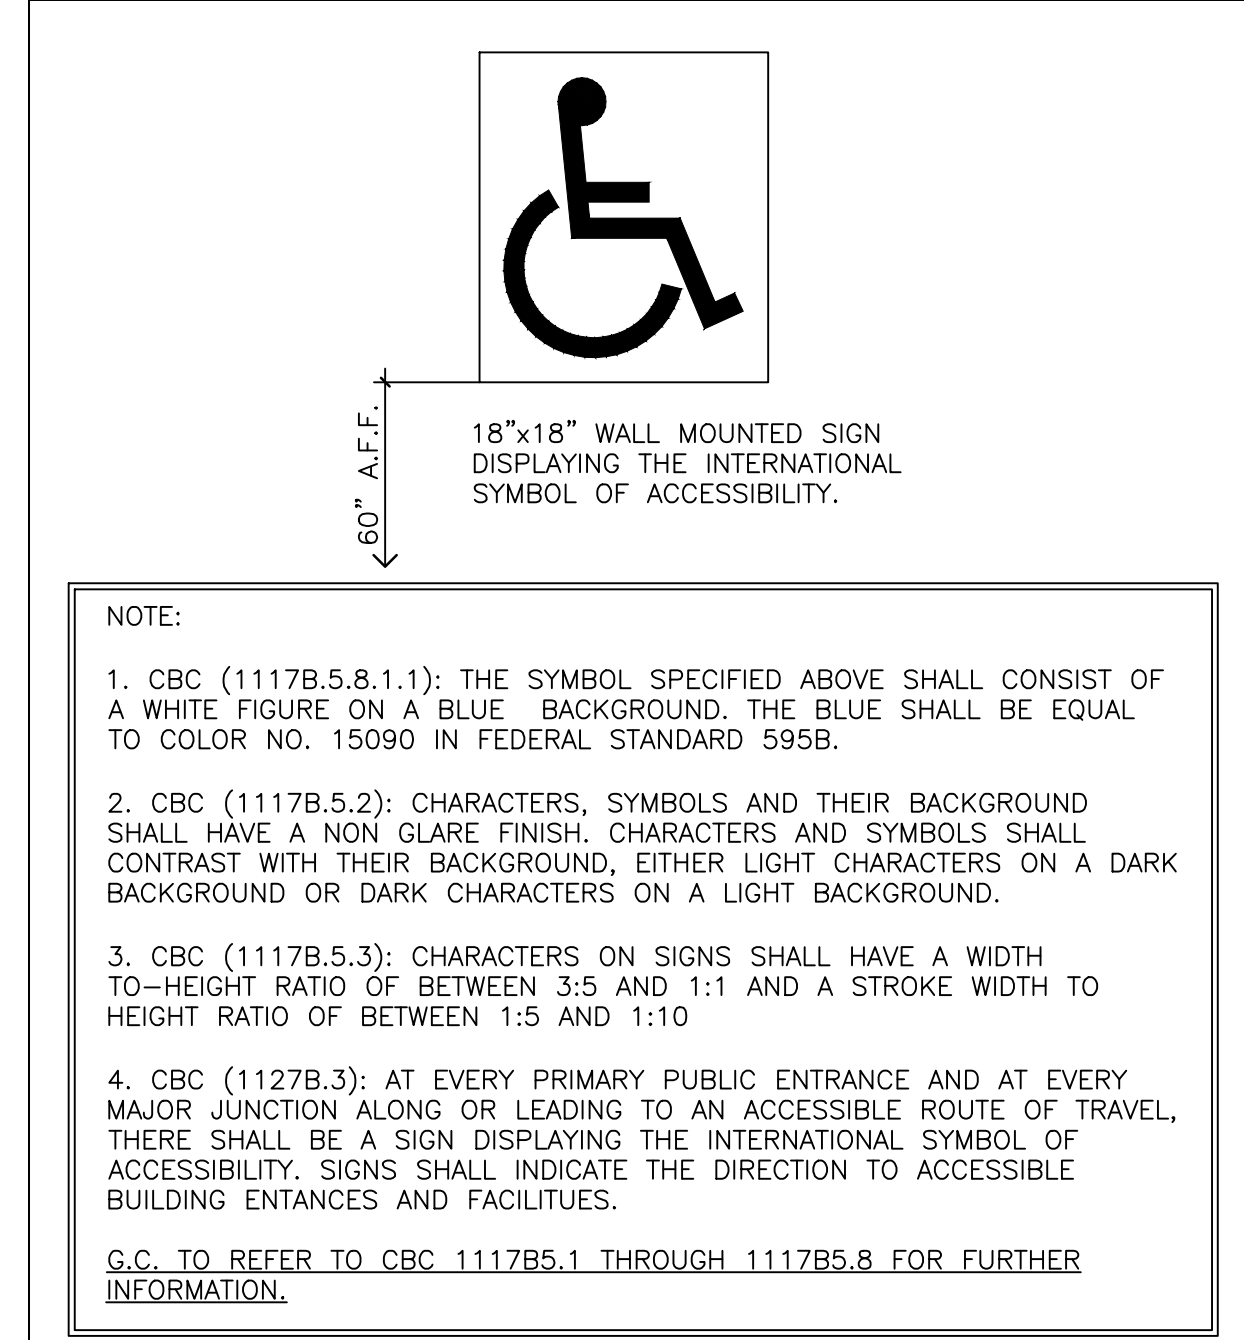 60" A.F.F.
18"x18" WALL MOUNTED SIGN
DISPLAYING THE INTERNATIONAL
SYMBOL OF ACCESSIBILITY.
NOTE:
1. CBC (1117B.5.8.1.1): THE SYMBOL SPECIFIED ABOVE SHALL CONSIST OF
A WHITE FIGURE ON A BLUE BACKGROUND. THE BLUE SHALL BE EQUAL
TO COLOR NO. 15090 IN FEDERAL STANDARD 595B.
2. CBC (1117B.5.2): CHARACTERS, SYMBOLS AND THEIR BACKGROUND
SHALL HAVE A NON GLARE FINISH. CHARACTERS AND SYMBOLS SHALL
CONTRAST WITH THEIR BACKGROUND, EITHER LIGHT CHARACTERS ON A DARK
BACKGROUND OR DARK CHARACTERS ON A LIGHT BACKGROUND.
3. CBC (1117B.5.3): CHARACTERS ON SIGNS SHALL HAVE A WIDTH
TO-HEIGHT RATIO OF BETWEEN 3:5 AND 1:1 AND A STROKE WIDTH TO
HEIGHT RATIO OF BETWEEN 1:5 AND 1:10
4. CBC (1127B.3): AT EVERY PRIMARY PUBLIC ENTRANCE AND AT EVERY
MAJOR JUNCTION ALONG OR LEADING TO AN ACCESSIBLE ROUTE OF TRAVEL,
THERE SHALL BE A SIGN DISPLAYING THE INTERNATIONAL SYMBOL OF
ACCESSIBILITY. SIGNS SHALL INDICATE THE DIRECTION TO ACCESSIBLE
BUILDING ENTANCES AND FACILITUES.
G.C. TO REFER TO CBC 1117B5.1 THROUGH 1117B5.8 FOR FURTHER
INFORMATION.